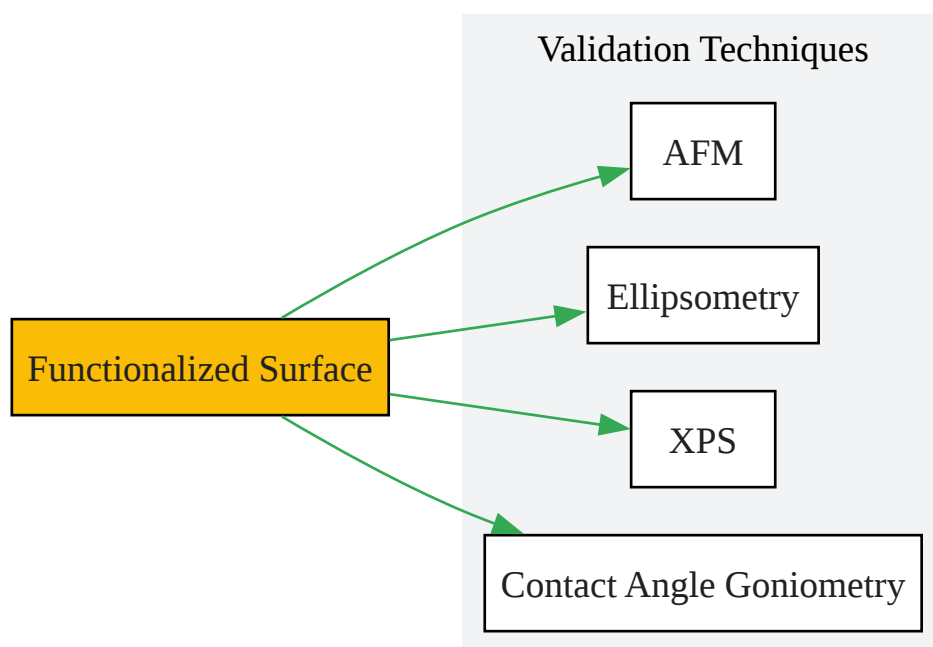 Validation Techniques
AFM
Ellipsometry
Functionalized Surface
XPS
Contact Angle Goniometry